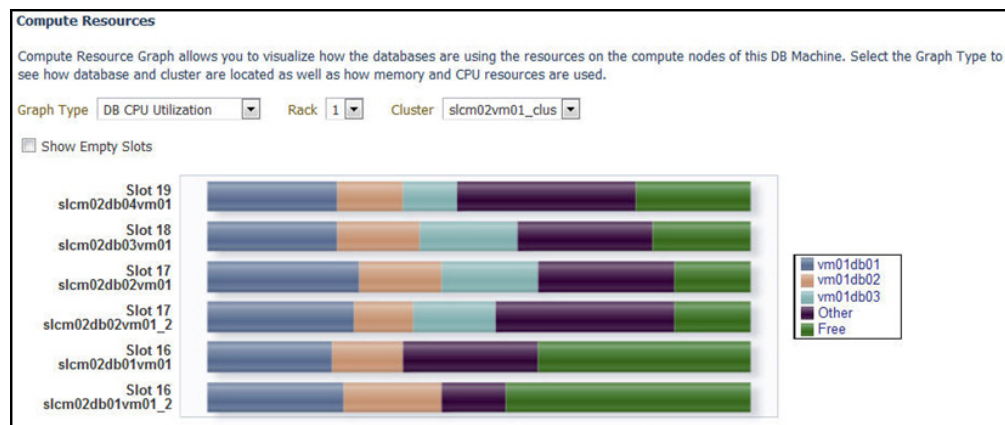 Compute Resources
Compute Resource Graph allows you to visualize how the databases are using the resources on the compute nodes of this DB Machine. Select the Graph Type to
see how database and cluster are located as well as how memory and CPU resources are used.
Graph Type DB CPU Utilization Rack 1 Cluster slcm02vm01_clus
Show Empty Slots
Slot 19
slcm02db04vm01
Slot 18
slcm02db03vm01
Slot 17
slcm02db02vm01
Slot 17
slcm02db02vm01_2
Slot 16
slcm02db01vm01
Slot 16
slcm02db01vm01_2
vm01db01
vm01db02
vm01db03
Other
Free